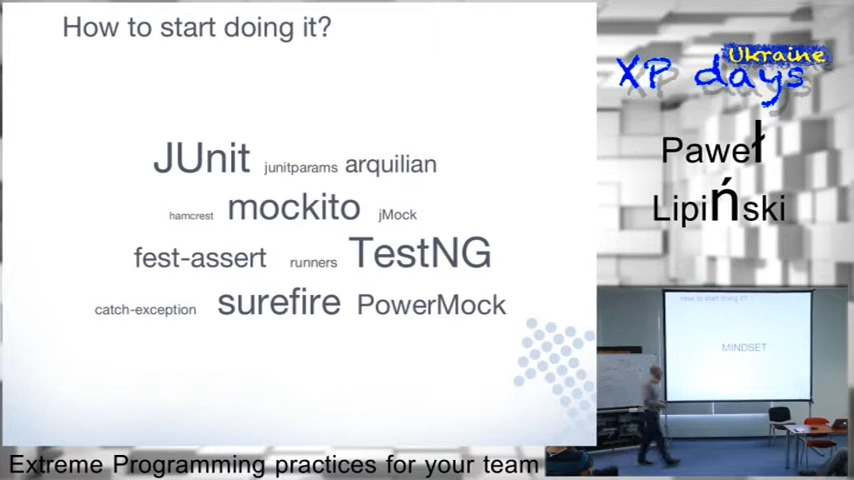 How to start doing it?
JUnit junitparams arquilian
hamcrest mockito jMock
fest-assert runners TestNG
catch-exception surefire PowerMock
Ukraine
XP days
Paweł
Lipiński
How to start doing it?
MINDSET
Extreme Programming practices for your team